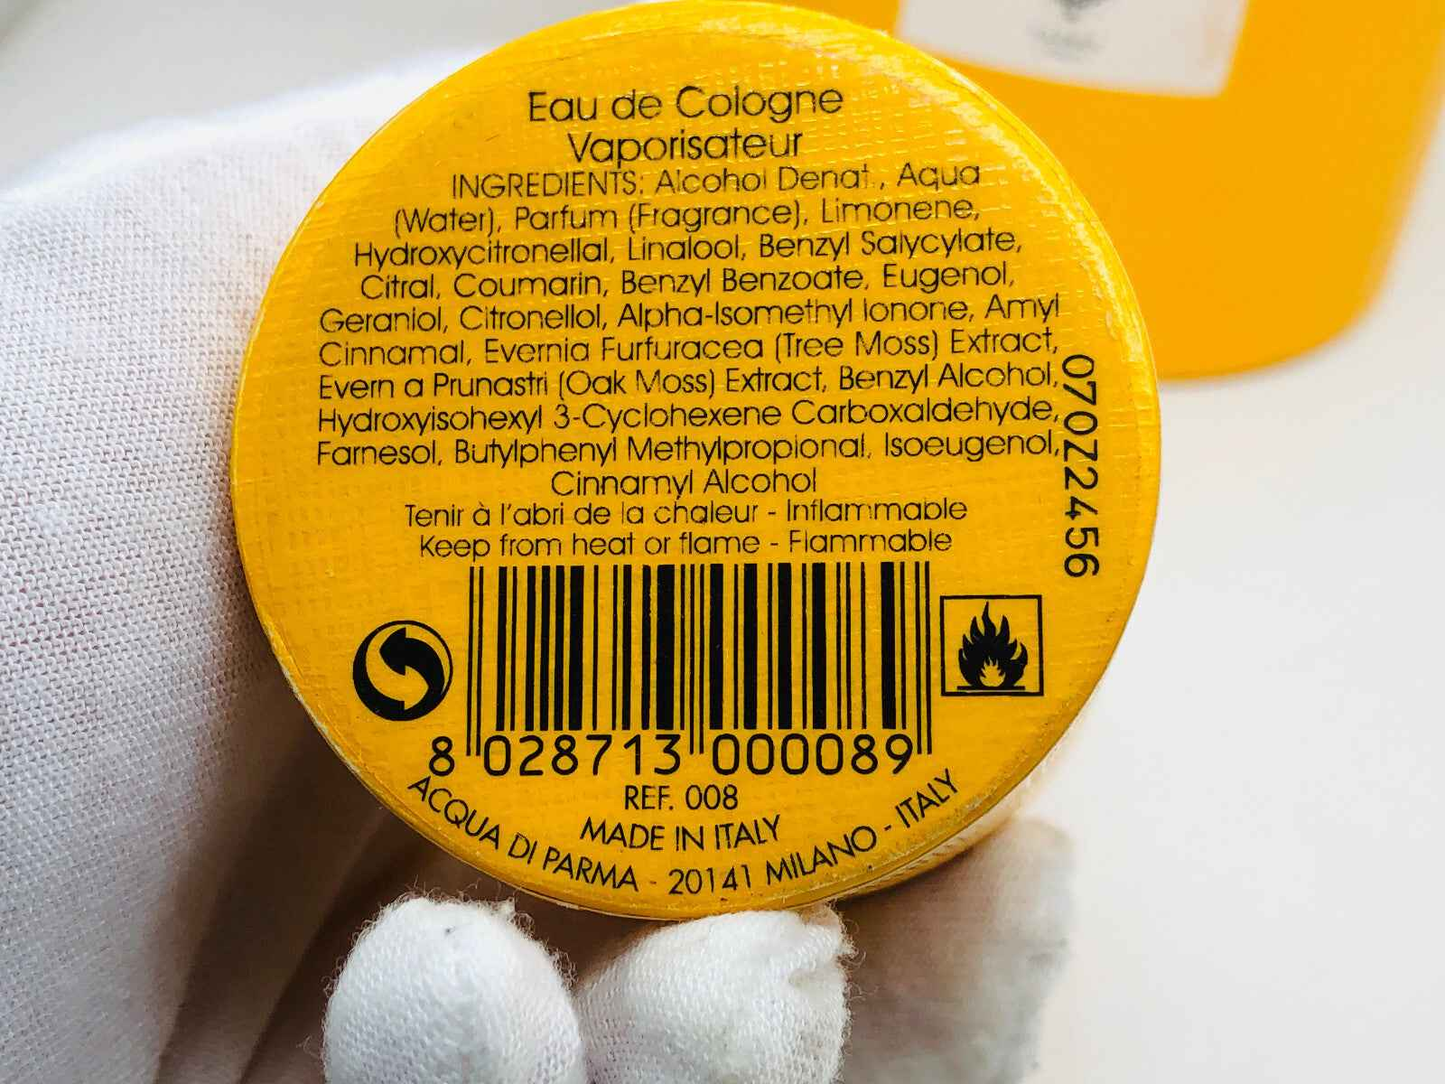 Eau de Cologne
Vaporisateur
INGREDIENTS: Alcohol Denat., Aqua
(Water), Parfum (Fragrance), Limonene,
Hydroxycitronellal, Linalool, Benzyl Salycylate,
Citral, Coumarin, Benzyl Benzoate, Eugenol,
Geraniol, Citronellol, Alpha-Isomethyl Ionone, Amyl
Cinnamal, Evernia Furfuracea (Tree Moss) Extract,
Evern a Prunastri (Oak Moss) Extract, Benzyl Alcohol,
Hydroxyisohexyl 3-Cyclohexene Carboxaldehyde,
Farnesol, Butylphenyl Methylpropional, Isoeugenol,
Cinnamyl Alcohol
Tenir à l'abri de la chaleur - Inflammable
Keep from heat or flame - Flammable
070Z2456
8 028713 000089
REF. 008
MADE IN ITALY
ACQUA DI PARMA - 20141 MILANO - ITALY